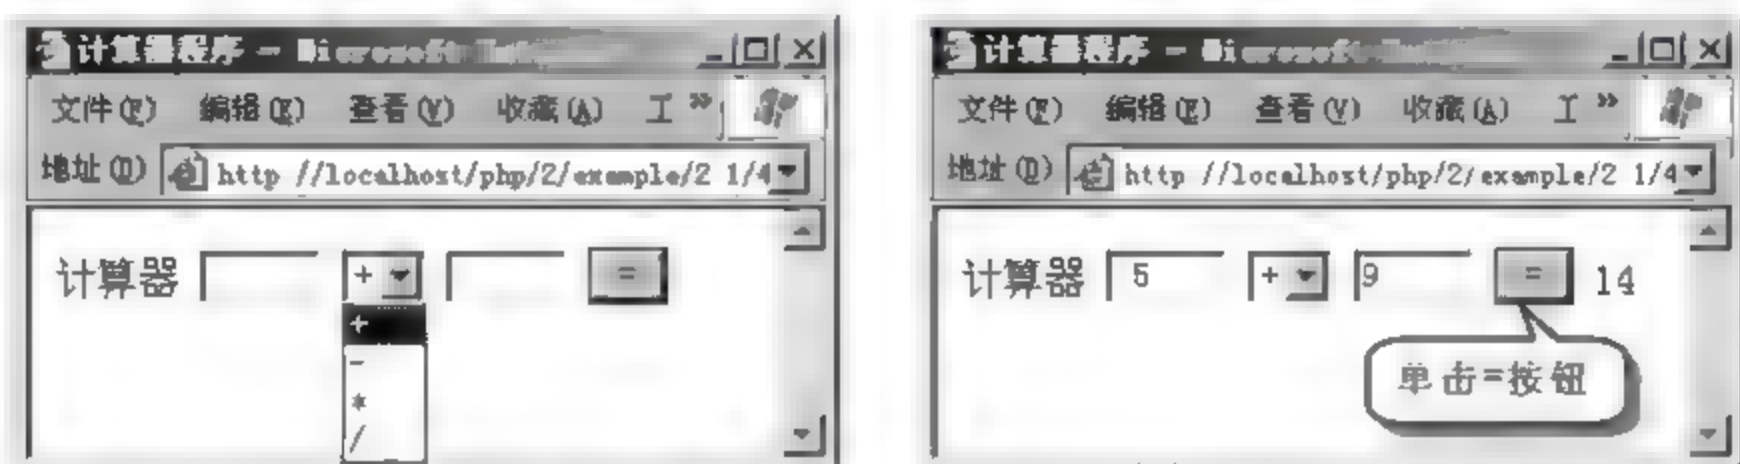 计算器程序 -
文件(F) 编辑(E) 查看(V) 收藏(A) 工 »
地址(D) http //localhost/php/2/example/2 1/4
计算器 + =
+
-
*
/
计算器程序 -
文件(F) 编辑(E) 查看(V) 收藏(A) 工 »
地址(D) http //localhost/php/2/example/2 1/4
计算器 5 + 9 = 14
单击=按钮